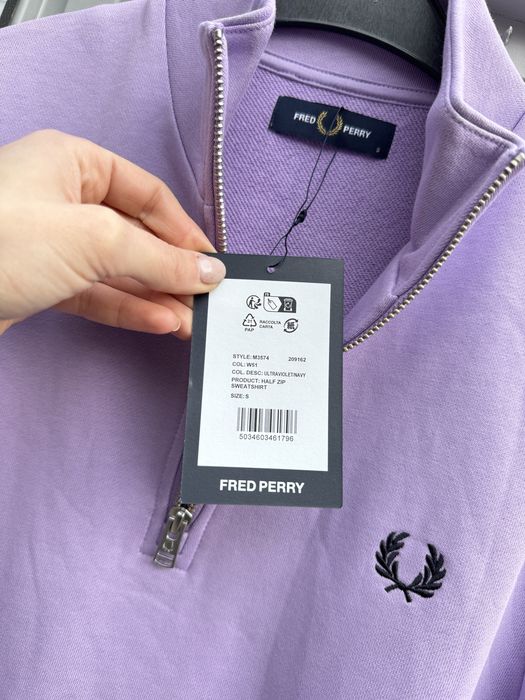 FRED PERRY
S
21
PAP
RACCOLTA
CARTA
STYLE: M3574 209162
COL: W51
COL. DESC: ULTRAVIOLET/NAVY
PRODUCT: HALF ZIP
SWEATSHIRT
SIZE: S
5034603461796
FRED PERRY